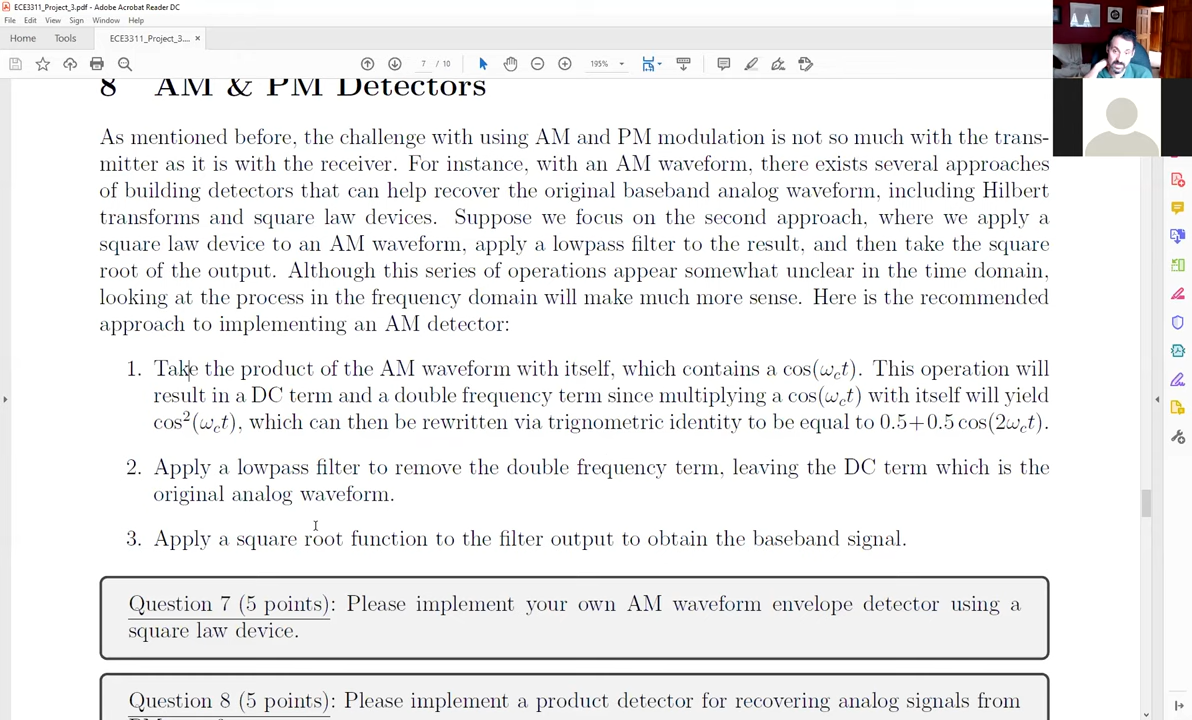 ECE3311_Project_3.pdf - Adobe Acrobat Reader DC
File Edit View Sign Window Help
Home Tools ECE3311_Project_3.... ×
7 / 10 195%
8 AM & PM Detectors
As mentioned before, the challenge with using AM and PM modulation is not so much with the trans-
mitter as it is with the receiver. For instance, with an AM waveform, there exists several approaches
of building detectors that can help recover the original baseband analog waveform, including Hilbert
transforms and square law devices. Suppose we focus on the second approach, where we apply a
square law device to an AM waveform, apply a lowpass filter to the result, and then take the square
root of the output. Although this series of operations appear somewhat unclear in the time domain,
looking at the process in the frequency domain will make much more sense. Here is the recommended
approach to implementing an AM detector:
1. Take the product of the AM waveform with itself, which contains a cos(ω_c t). This operation will
result in a DC term and a double frequency term since multiplying a cos(ω_c t) with itself will yield
cos²(ω_c t), which can then be rewritten via trignometric identity to be equal to 0.5+0.5 cos(2ω_c t).
2. Apply a lowpass filter to remove the double frequency term, leaving the DC term which is the
original analog waveform.
3. Apply a square root function to the filter output to obtain the baseband signal.
Question 7 (5 points): Please implement your own AM waveform envelope detector using a
square law device.
Question 8 (5 points): Please implement a product detector for recovering analog signals from